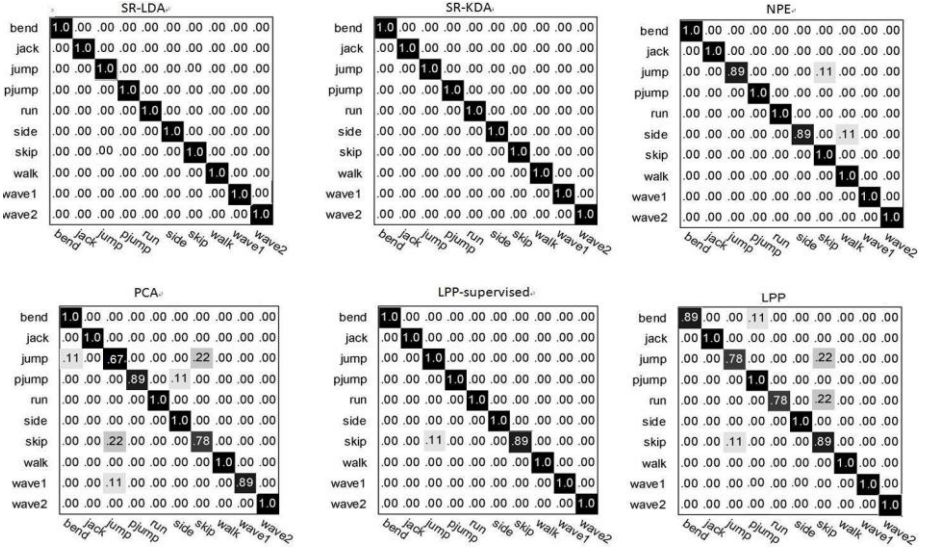 SR-LDA
bend 1.0 .00 .00 .00 .00 .00 .00 .00 .00 .00
jack .00 1.0 .00 .00 .00 .00 .00 .00 .00 .00
jump .00 .00 1.0 .00 .00 .00 .00 .00 .00 .00
pjump .00 .00 .00 1.0 .00 .00 .00 .00 .00 .00
run .00 .00 .00 .00 1.0 .00 .00 .00 .00 .00
side .00 .00 .00 .00 .00 1.0 .00 .00 .00 .00
skip .00 .00 .00 .00 .00 .00 1.0 .00 .00 .00
walk .00 .00 .00 .00 .00 .00 .00 1.0 .00 .00
wave1 .00 .00 .00 .00 .00 .00 .00 .00 1.0 .00
wave2 .00 .00 .00 .00 .00 .00 .00 .00 .00 1.0
bend jack jump pjump run side skip walk wave1 wave2
SR-KDA
bend 1.0 .00 .00 .00 .00 .00 .00 .00 .00 .00
jack .00 1.0 .00 .00 .00 .00 .00 .00 .00 .00
jump .00 .00 1.0 .00 .00 .00 .00 .00 .00 .00
pjump .00 .00 .00 1.0 .00 .00 .00 .00 .00 .00
run .00 .00 .00 .00 1.0 .00 .00 .00 .00 .00
side .00 .00 .00 .00 .00 1.0 .00 .00 .00 .00
skip .00 .00 .00 .00 .00 .00 1.0 .00 .00 .00
walk .00 .00 .00 .00 .00 .00 .00 1.0 .00 .00
wave1 .00 .00 .00 .00 .00 .00 .00 .00 1.0 .00
wave2 .00 .00 .00 .00 .00 .00 .00 .00 .00 1.0
bend jack jump pjump run side skip walk wave1 wave2
NPE
bend 1.0 .00 .00 .00 .00 .00 .00 .00 .00 .00
jack .00 1.0 .00 .00 .00 .00 .00 .00 .00 .00
jump .00 .00 .89 .00 .00 .00 .11 .00 .00 .00
pjump .00 .00 .00 1.0 .00 .00 .00 .00 .00 .00
run .00 .00 .00 .00 1.0 .00 .00 .00 .00 .00
side .00 .00 .00 .00 .00 .89 .00 .11 .00 .00
skip .00 .00 .00 .00 .00 .00 1.0 .00 .00 .00
walk .00 .00 .00 .00 .00 .00 .00 1.0 .00 .00
wave1 .00 .00 .00 .00 .00 .00 .00 .00 1.0 .00
wave2 .00 .00 .00 .00 .00 .00 .00 .00 .00 1.0
bend jack jump pjump run side skip walk wave1 wave2
PCA
bend 1.0 .00 .00 .00 .00 .00 .00 .00 .00 .00
jack .00 1.0 .00 .00 .00 .00 .00 .00 .00 .00
jump .11 .00 .67 .00 .00 .00 .22 .00 .00 .00
pjump .00 .00 .00 .89 .00 .11 .00 .00 .00 .00
run .00 .00 .00 .00 1.0 .00 .00 .00 .00 .00
side .00 .00 .00 .00 .00 1.0 .00 .00 .00 .00
skip .00 .00 .22 .00 .00 .00 .78 .00 .00 .00
walk .00 .00 .00 .00 .00 .00 .00 1.0 .00 .00
wave1 .00 .00 .11 .00 .00 .00 .00 .00 .89 .00
wave2 .00 .00 .00 .00 .00 .00 .00 .00 .00 1.0
bend jack jump pjump run side skip walk wave1 wave2
LPP-supervised
bend 1.0 .00 .00 .00 .00 .00 .00 .00 .00 .00
jack .00 1.0 .00 .00 .00 .00 .00 .00 .00 .00
jump .00 .00 1.0 .00 .00 .00 .00 .00 .00 .00
pjump .00 .00 .00 1.0 .00 .00 .00 .00 .00 .00
run .00 .00 .00 .00 1.0 .00 .00 .00 .00 .00
side .00 .00 .00 .00 .00 1.0 .00 .00 .00 .00
skip .00 .00 .11 .00 .00 .00 .89 .00 .00 .00
walk .00 .00 .00 .00 .00 .00 .00 1.0 .00 .00
wave1 .00 .00 .00 .00 .00 .00 .00 .00 1.0 .00
wave2 .00 .00 .00 .00 .00 .00 .00 .00 .00 1.0
bend jack jump pjump run side skip walk wave1 wave2
LPP
bend .89 .00 .00 .11 .00 .00 .00 .00 .00 .00
jack .00 1.0 .00 .00 .00 .00 .00 .00 .00 .00
jump .00 .00 .78 .00 .00 .00 .22 .00 .00 .00
pjump .00 .00 .00 1.0 .00 .00 .00 .00 .00 .00
run .00 .00 .00 .00 .78 .00 .22 .00 .00 .00
side .00 .00 .00 .00 .00 1.0 .00 .00 .00 .00
skip .00 .00 .11 .00 .00 .00 .89 .00 .00 .00
walk .00 .00 .00 .00 .00 .00 .00 1.0 .00 .00
wave1 .00 .00 .00 .00 .00 .00 .00 .00 1.0 .00
wave2 .00 .00 .00 .00 .00 .00 .00 .00 .00 1.0
bend jack jump pjump run side skip walk wave1 wave2